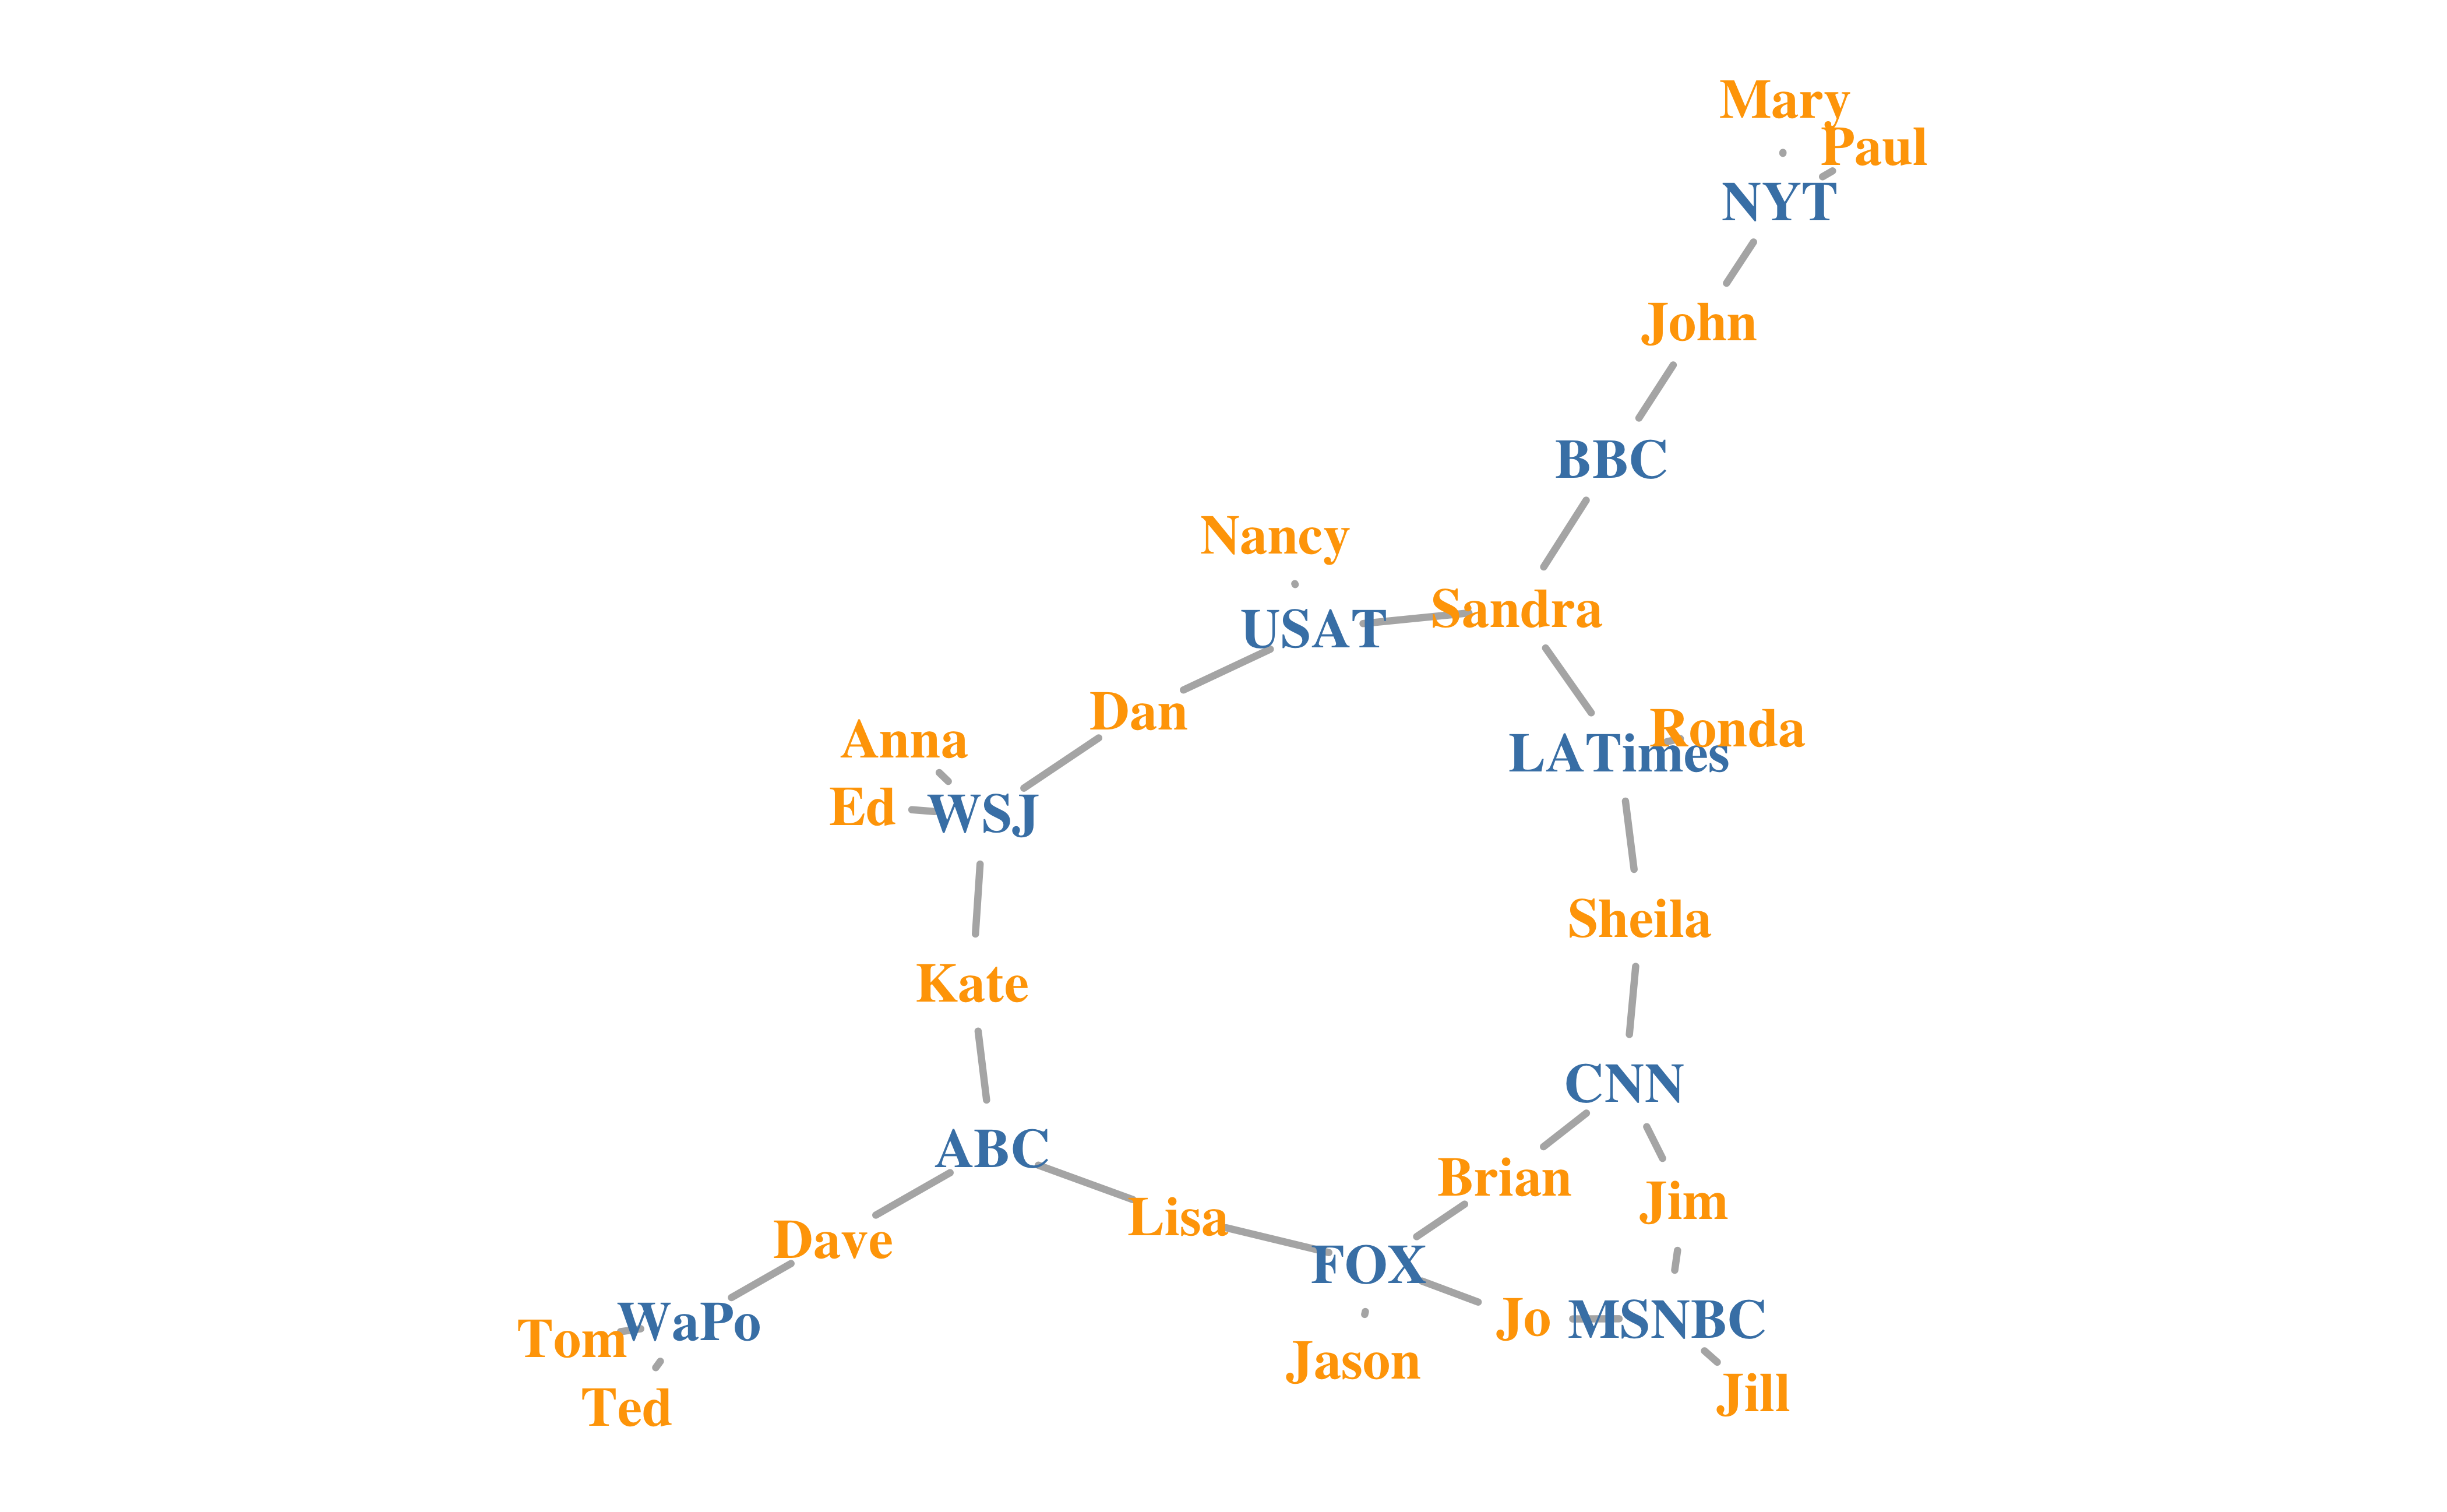 Mary
Paul
NYT
John
BBC
Nancy
USAT
Sandra
Dan
Anna
Ronda
LATimes
Ed
WSJ
Sheila
Kate
CNN
ABC
Brian
Jim
Lisa
Dave
FOX
WaPo
Tom
Jo
MSNBC
Jason
Jill
Ted